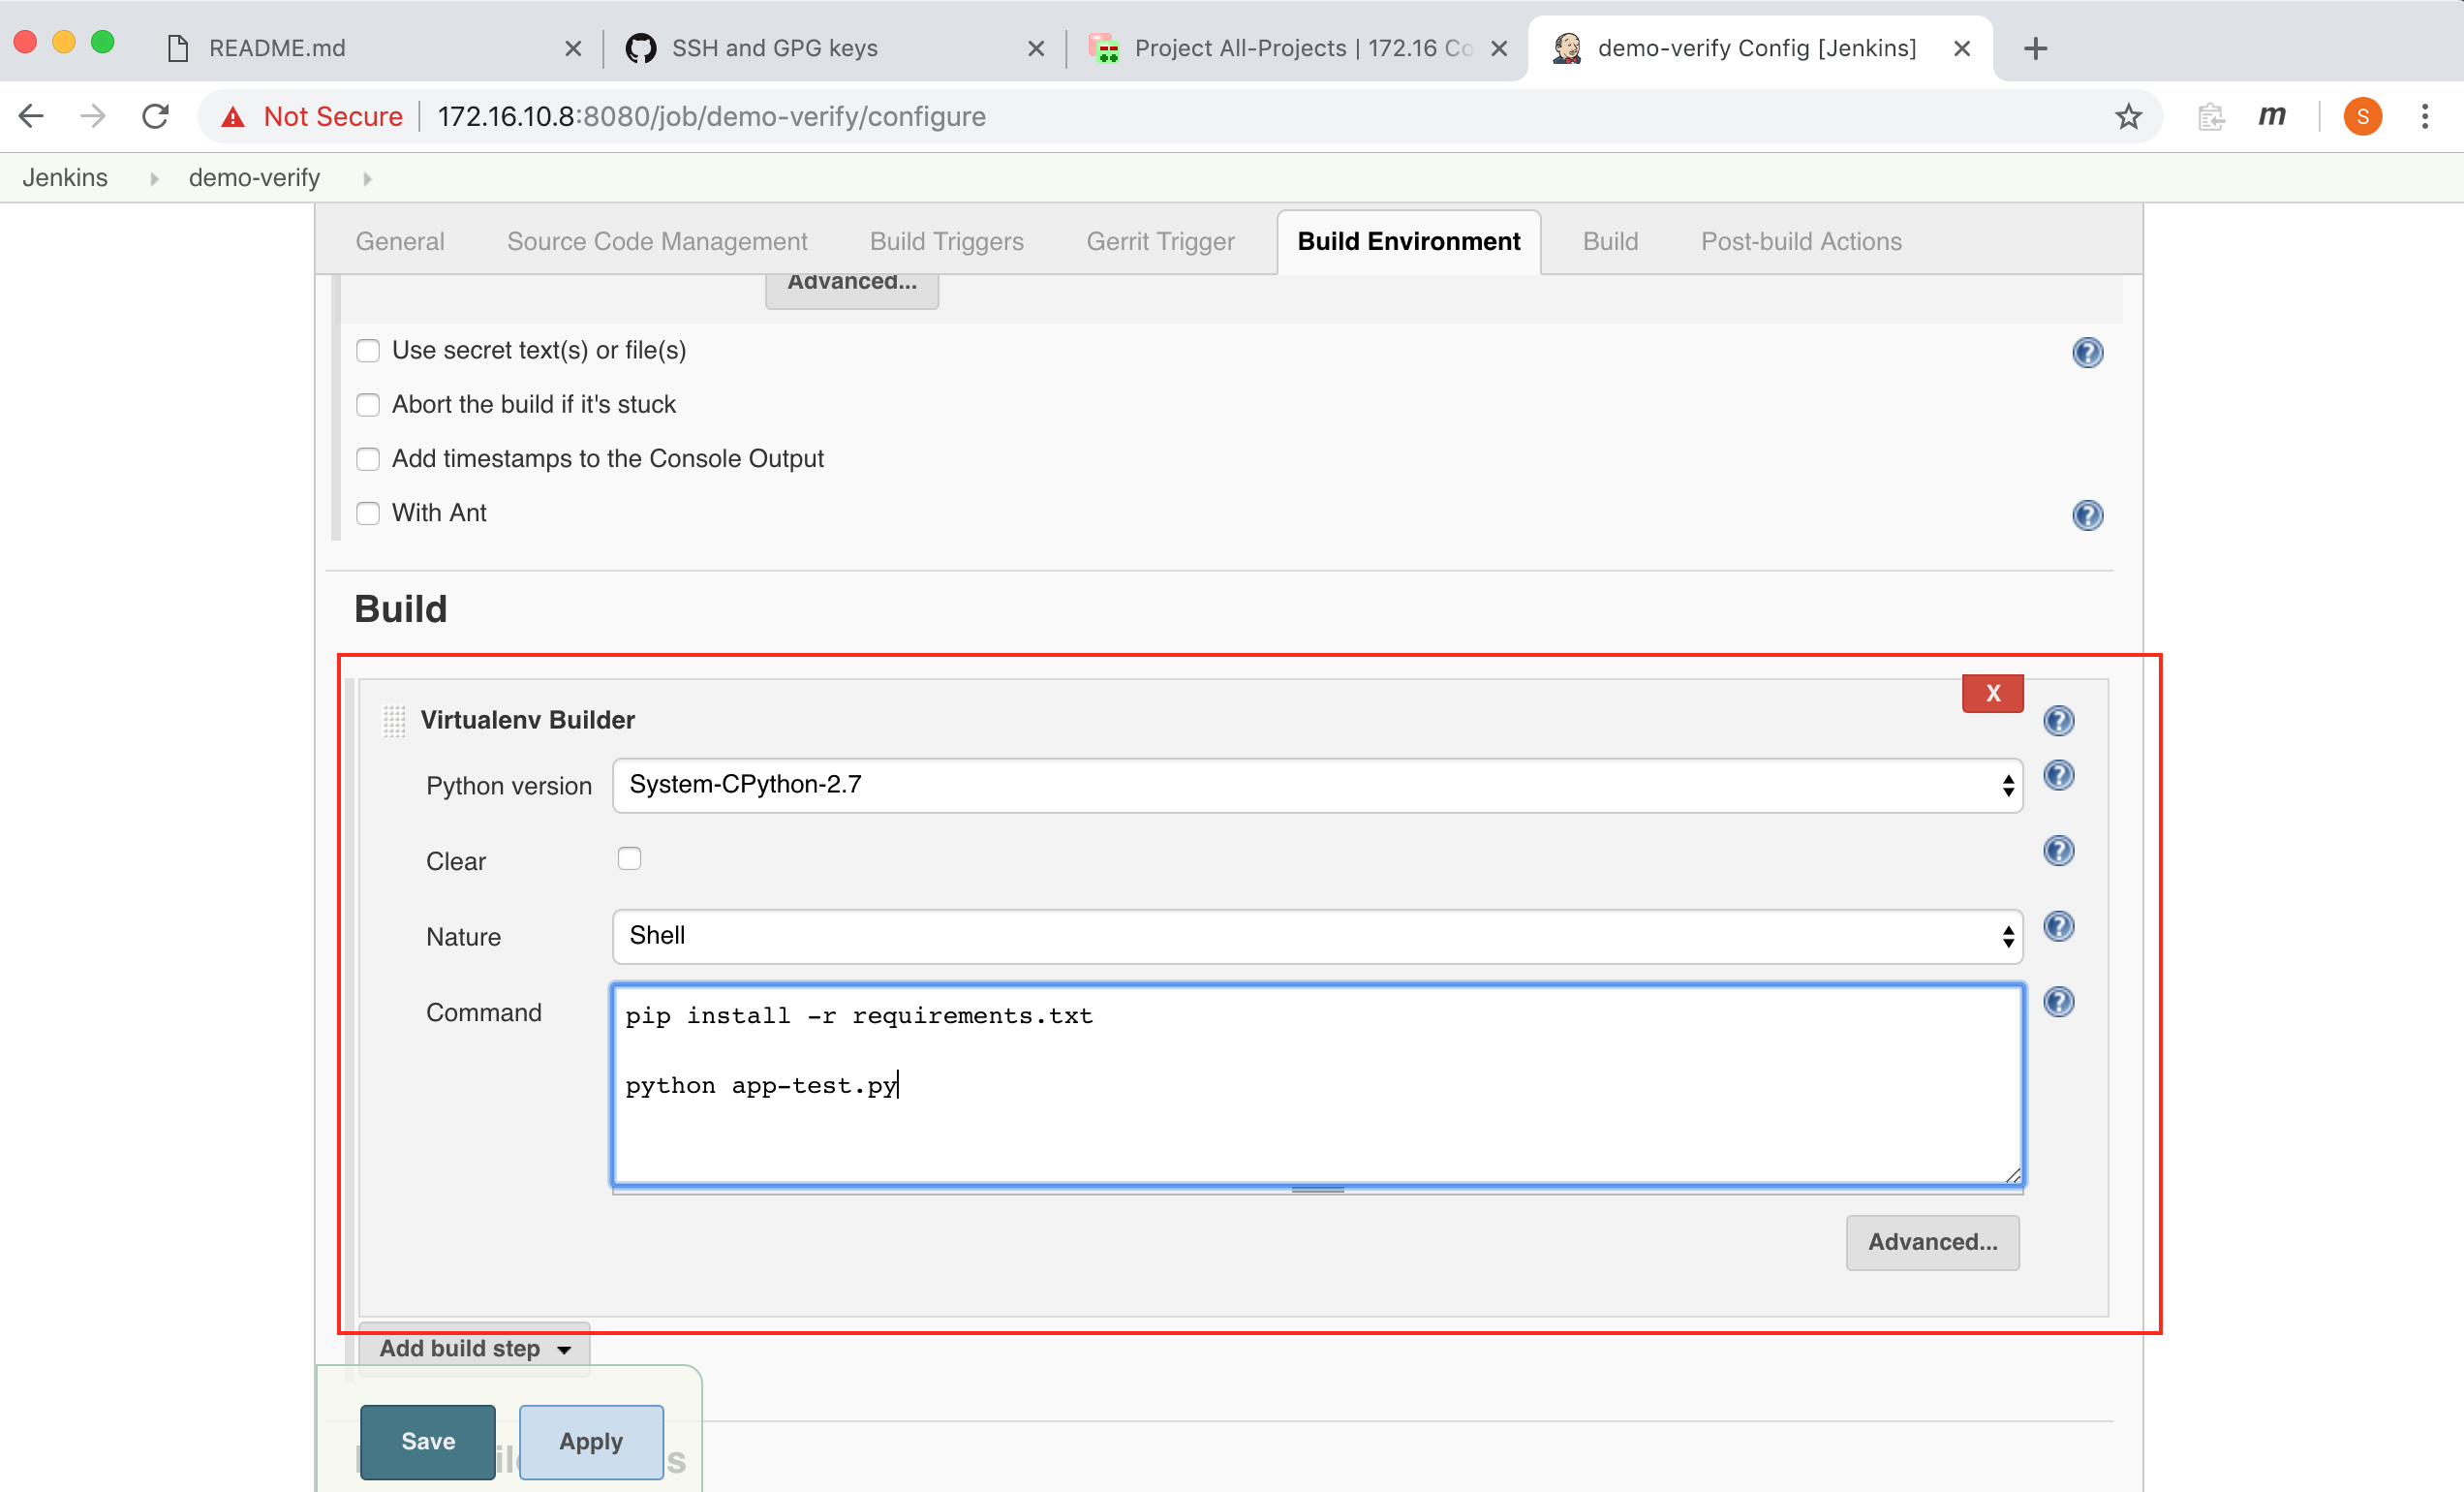 README.md
SSH and GPG keys
Project All-Projects | 172.16 Co
demo-verify Config [Jenkins]
Not Secure
172.16.10.8:8080/job/demo-verify/configure
m
S
Jenkins
demo-verify
General
Source Code Management
Build Triggers
Gerrit Trigger
Build Environment
Build
Post-build Actions
Advanced...
Use secret text(s) or file(s)
?
Abort the build if it's stuck
Add timestamps to the Console Output
With Ant
?
Build
X
Virtualenv Builder
?
Python version
System-CPython-2.7
?
Clear
?
Nature
Shell
?
Command
pip install -r requirements.txt
?
python app-test.py
Advanced...
Add build step
Save
Apply